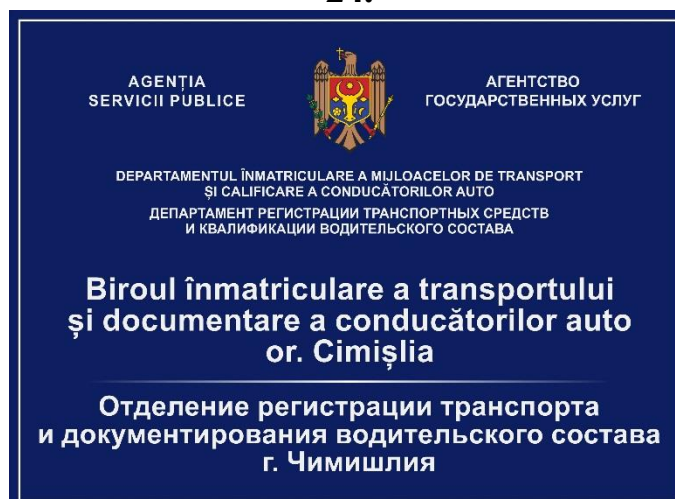 AGENȚIA
SERVICII PUBLICE
АГЕНТСТВО
ГОСУДАРСТВЕННЫХ УСЛУГ
DEPARTAMENTUL ÎNMATRICULARE A MIJLOACELOR DE TRANSPORT
ȘI CALIFICARE A CONDUCĂTORILOR AUTO
ДЕПАРТАМЕНТ РЕГИСТРАЦИИ ТРАНСПОРТНЫХ СРЕДСТВ
И КВАЛИФИКАЦИИ ВОДИТЕЛЬСКОГО СОСТАВА
Biroul înmatriculare a transportului
și documentare a conducătorilor auto
or. Cimișlia
Отделение регистрации транспорта
и документирования водительского состава
г. Чимишлия